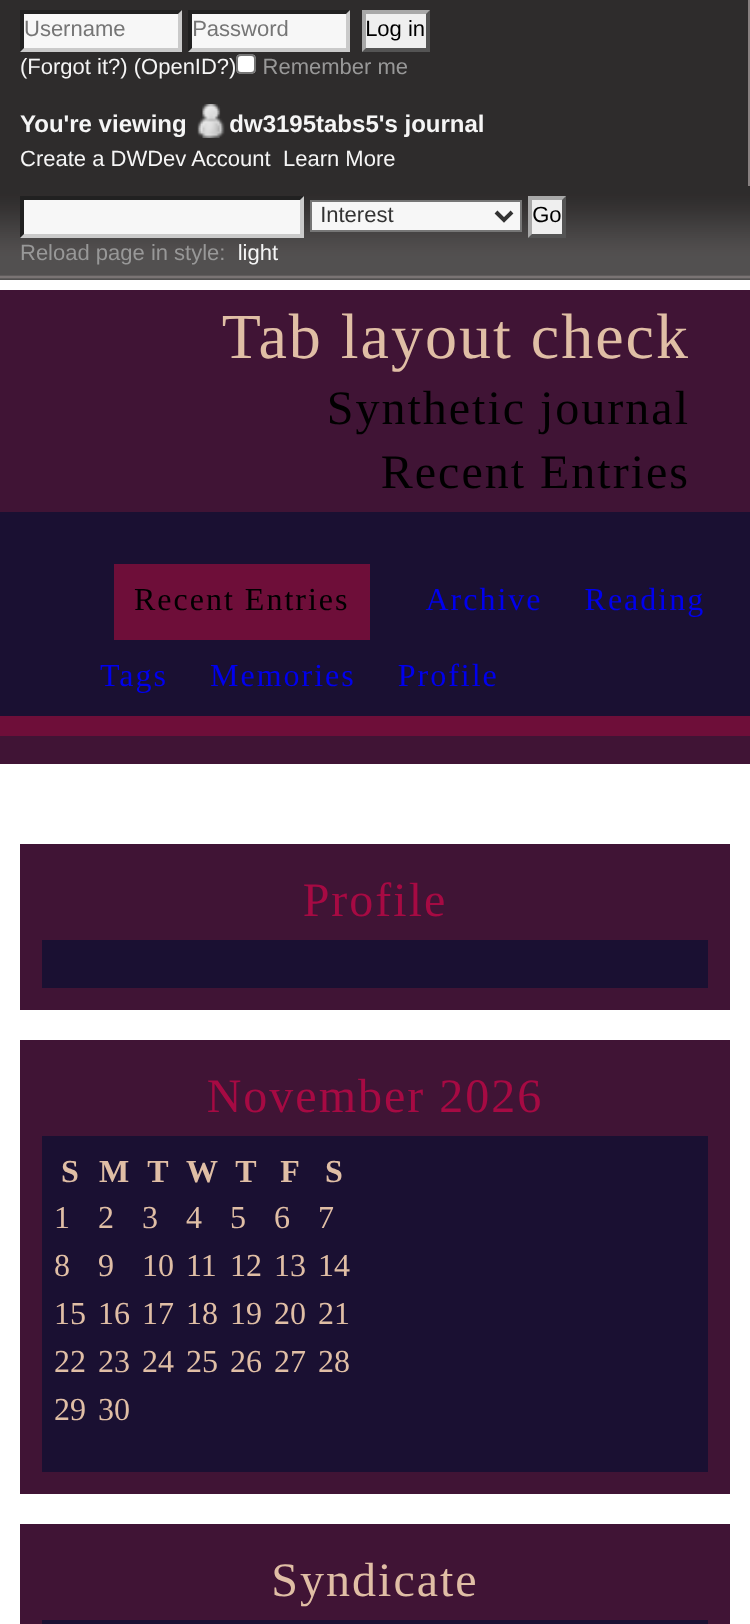 Username Password Log in
(Forgot it?) (OpenID?) Remember me
You're viewing dw3195tabs5's journal
Create a DWDev Account Learn More
Interest Go
Reload page in style: light
Tab layout check
Synthetic journal
Recent Entries
Recent Entries Archive Reading
Tags Memories Profile
Profile
November 2026
S M T W T F S
1 2 3 4 5 6 7
8 9 10 11 12 13 14
15 16 17 18 19 20 21
22 23 24 25 26 27 28
29 30
Syndicate